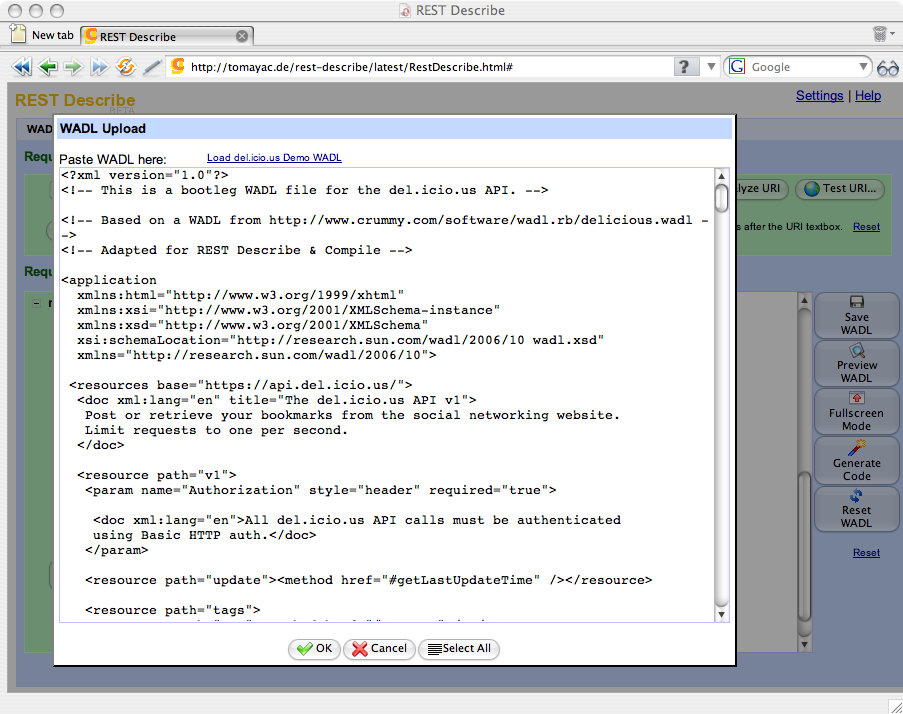 REST Describe
New tab
REST Describe
http://tomayac.de/rest-describe/latest/RestDescribe.html#
?
G
Google
REST Describe
BETA
Settings | Help
WAD
WADL Upload
Paste WADL here:
Load del.icio.us Demo WADL
<?xml version="1.0"?>
<!-- This is a bootleg WADL file for the del.icio.us API. -->
<!-- Based on a WADL from http://www.crummy.com/software/wadl.rb/delicious.wadl -
->
<!-- Adapted for REST Describe & Compile -->
<application
xmlns:html="http://www.w3.org/1999/xhtml"
xmlns:xsi="http://www.w3.org/2001/XMLSchema-instance"
xmlns:xsd="http://www.w3.org/2001/XMLSchema"
xsi:schemaLocation="http://research.sun.com/wadl/2006/10 wadl.xsd"
xmlns="http://research.sun.com/wadl/2006/10">
<resources base="https://api.del.icio.us/">
<doc xml:lang="en" title="The del.icio.us API v1">
Post or retrieve your bookmarks from the social networking website.
Limit requests to one per second.
</doc>
<resource path="v1">
<param name="Authorization" style="header" required="true">
<doc xml:lang="en">All del.icio.us API calls must be authenticated
using Basic HTTP auth.</doc>
</param>
<resource path="update"><method href="#getLastUpdateTime" /></resource>
<resource path="tags">
OK
Cancel
Select All
Requ
lyze URI
Test URI...
s after the URI textbox.
Reset
Requ
Save
WADL
Preview
WADL
Fullscreen
Mode
Generate
Code
Reset
WADL
Reset